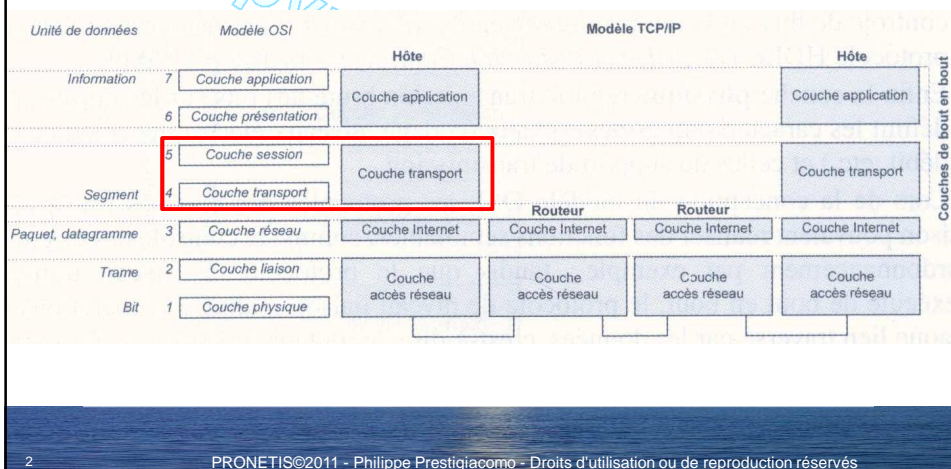 Unité de données Modèle OSI Modèle TCP/IP
Hôte Hôte
Information 7 Couche application Couche application Couche application
6 Couche présentation
5 Couche session
Couche transport Couche transport
Segment 4 Couche transport
Routeur Routeur
Paquet, datagramme 3 Couche réseau Couche Internet Couche Internet Couche Internet Couche Internet
Trame 2 Couche liaison Couche accès réseau Couche accès réseau Couche accès réseau Couche accès réseau
Bit 1 Couche physique
Couches de bout en bout
2 PRONETIS©2011 - Philippe Prestigiacomo - Droits d'utilisation ou de reproduction réservés